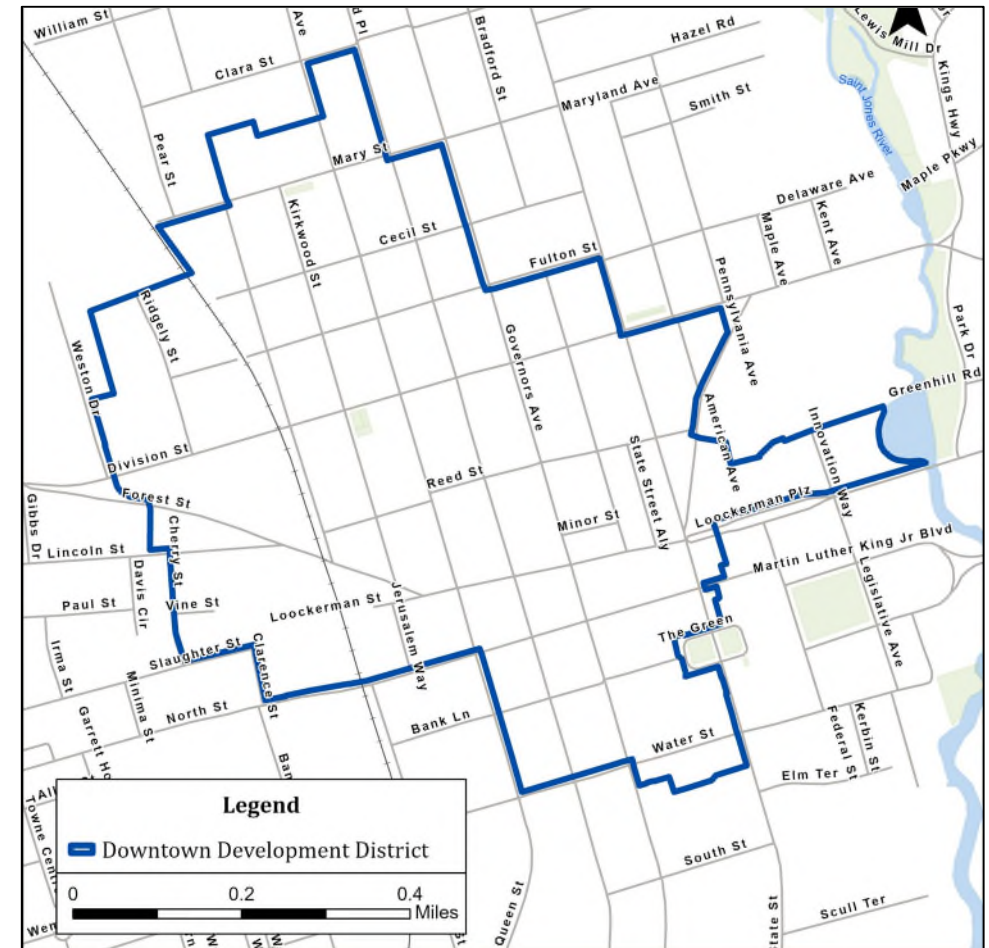 William St
Ave
d Pl
Bradford St
Hazel Rd
Lewis Mill Dr
Kings Hwy
Clara St
Maryland Ave
Smith St
Saint Jones River
Pear St
Mary St
Maple Pkwy
Delaware Ave
Kirkwood St
Cecil St
Kent Ave
Maple Ave
Fulton St
Pennsylvania Ave
Ridgely St
Park Dr
Weston Dr
Governors Ave
Greenhill Rd
American Ave
Innovation Way
Division St
State Street Aly
Reed St
Forest St
Loockerman Plz
Gibbs Dr
Cherry St
Minor St
Lincoln St
Martin Luther King Jr Blvd
Davis Cir
Paul St
Vine St
Loockerman St
Jerusalem Way
Legislative Ave
The Green
Irma St
Slaughter St
Clarence St
Minima St
North St
Bank Ln
Water St
Garrett Ho
Federal St
Kerbin St
Ban
Elm Ter
Legend
Downtown Development District
0 0.2 0.4
Miles
Towne Cent
South St
Queen St
State St
Scull Ter
Wen
W
W
St